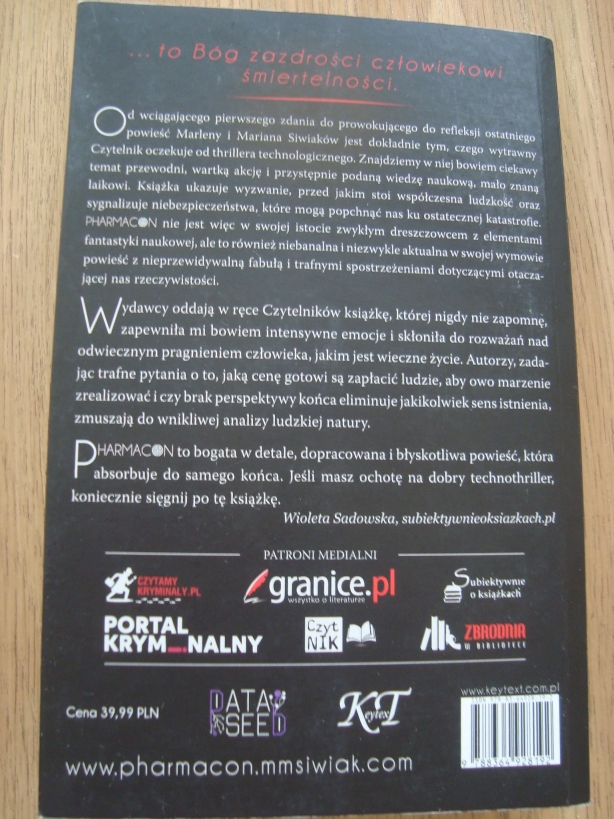 ... to Bóg zazdrości człowiekowi
śmiertelności.
Od wciągającego pierwszego zdania do prowokującego do refleksji ostatniego
powieść Marleny i Mariana Siwiaków jest dokładnie tym, czego wytrawny
Czytelnik oczekuje od thrillera technologicznego. Znajdziemy w niej bowiem ciekawy
temat przewodni, wartką akcję i przystępnie podaną wiedzę naukową, mało znaną
laikowi. Książka ukazuje wyzwanie, przed jakim stoi współczesna ludzkość oraz
sygnalizuje niebezpieczeństwa, które mogą popchnąć nas ku ostatecznej katastrofie.
PHARMACON nie jest więc w swojej istocie zwykłym dreszczowcem z elementami
fantastyki naukowej, ale to również niebanalna i niezwykle aktualna w swojej wymowie
powieść z nieprzewidywalną fabułą i trafnymi spostrzeżeniami dotyczącymi otacza-
jącej nas rzeczywistości.
Wydawcy oddają w ręce Czytelników książkę, której nigdy nie zapomnę,
zapewniła mi bowiem intensywne emocje i skłoniła do rozważań nad
odwiecznym pragnieniem człowieka, jakim jest wieczne życie. Autorzy, zada-
jąc trafne pytania o to, jaką cenę gotowi są zapłacić ludzie, aby owo marzenie
zrealizować i czy brak perspektywy końca eliminuje jakikolwiek sens istnienia,
zmuszają do wnikliwej analizy ludzkiej natury.
PHARMACON to bogata w detale, dopracowana i błyskotliwa powieść, która
absorbuje do samego końca. Jeśli masz ochotę na dobry technothriller,
koniecznie sięgnij po tę książkę.
Wioleta Sadowska, subiektywnieoksiazkach.pl
PATRONI MEDIALNI
CZYTAMY
KRYMINAŁY.PL
granice.pl
wszystko o literaturze
Subiektywnie
o książkach
PORTAL
KRYM_NALNY
Czyt
NIK
ZBRODNIA
W BIBLIOTECE
Cena 39,99 PLN
DATA
SEED
KeytexT
www.keytext.com.pl
9 788364 928192
www.pharmacon.mmsiwiak.com